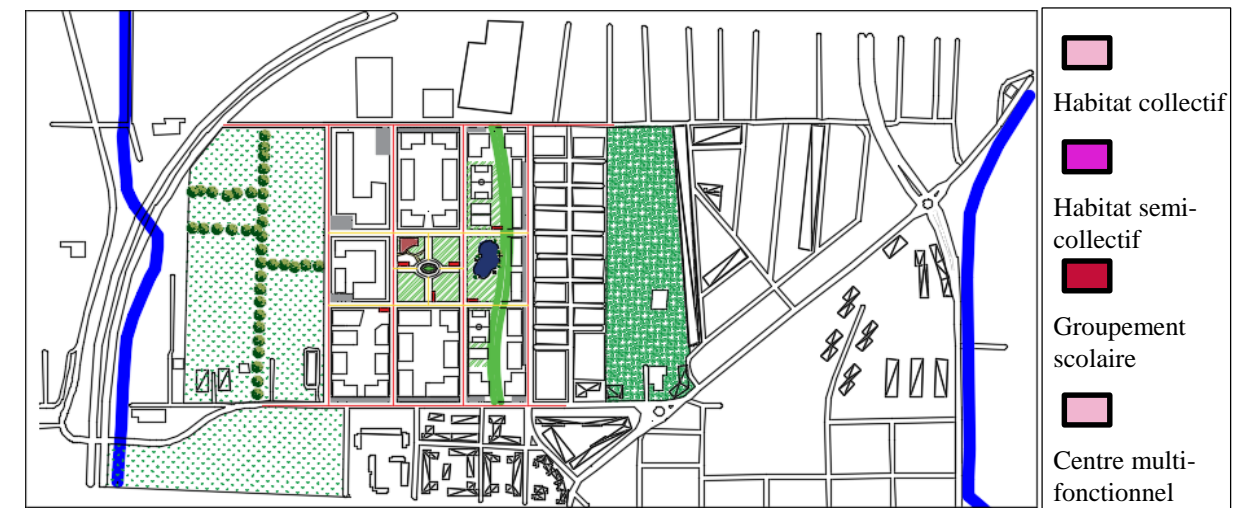 Habitat collectif
Habitat semi-
collectif
Groupement
scolaire
Centre multi-
fonctionnel